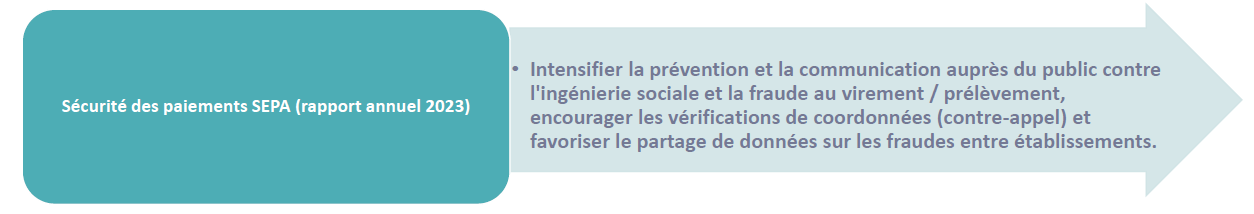 Sécurité des paiements SEPA (rapport annuel 2023)
• Intensifier la prévention et la communication auprès du public contre
l'ingénierie sociale et la fraude au virement / prélèvement,
encourager les vérifications de coordonnées (contre-appel) et
favoriser le partage de données sur les fraudes entre établissements.